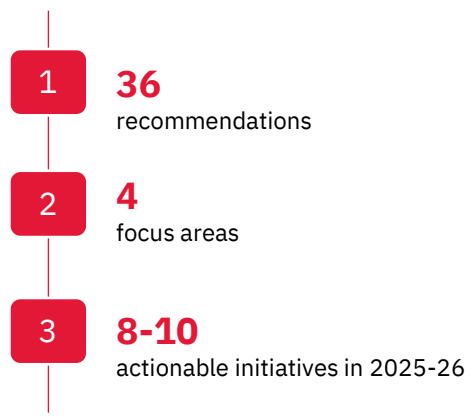 1
36
recommendations
2
4
focus areas
3
8-10
actionable initiatives in 2025-26